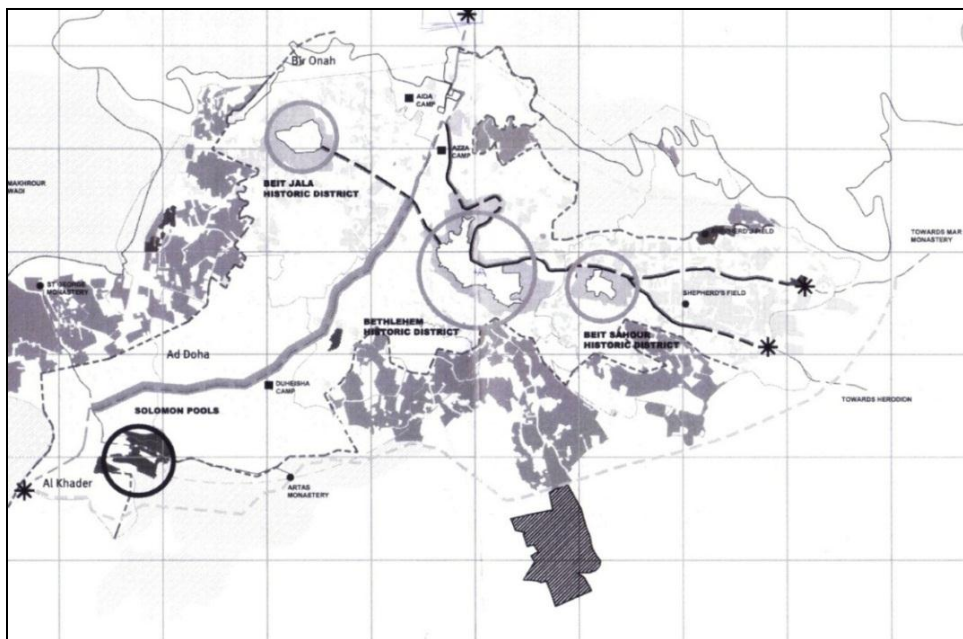 Bir Onah
AIDA
CAMP
AZZA
CAMP
BEIT JALA
HISTORIC DISTRICT
MAKHROUR
WADI
SHEPHERD'S FIELD
TOWARDS MAR
MONASTERY
ST GEORGE
MONASTERY
SHEPHERD'S FIELD
BETHLEHEM
HISTORIC DISTRICT
BEIT SAHOUR
HISTORIC DISTRICT
Ad Doha
DUHEISHA
CAMP
TOWARDS HERODION
SOLOMON POOLS
Al Khader
ARTAS
MONASTERY